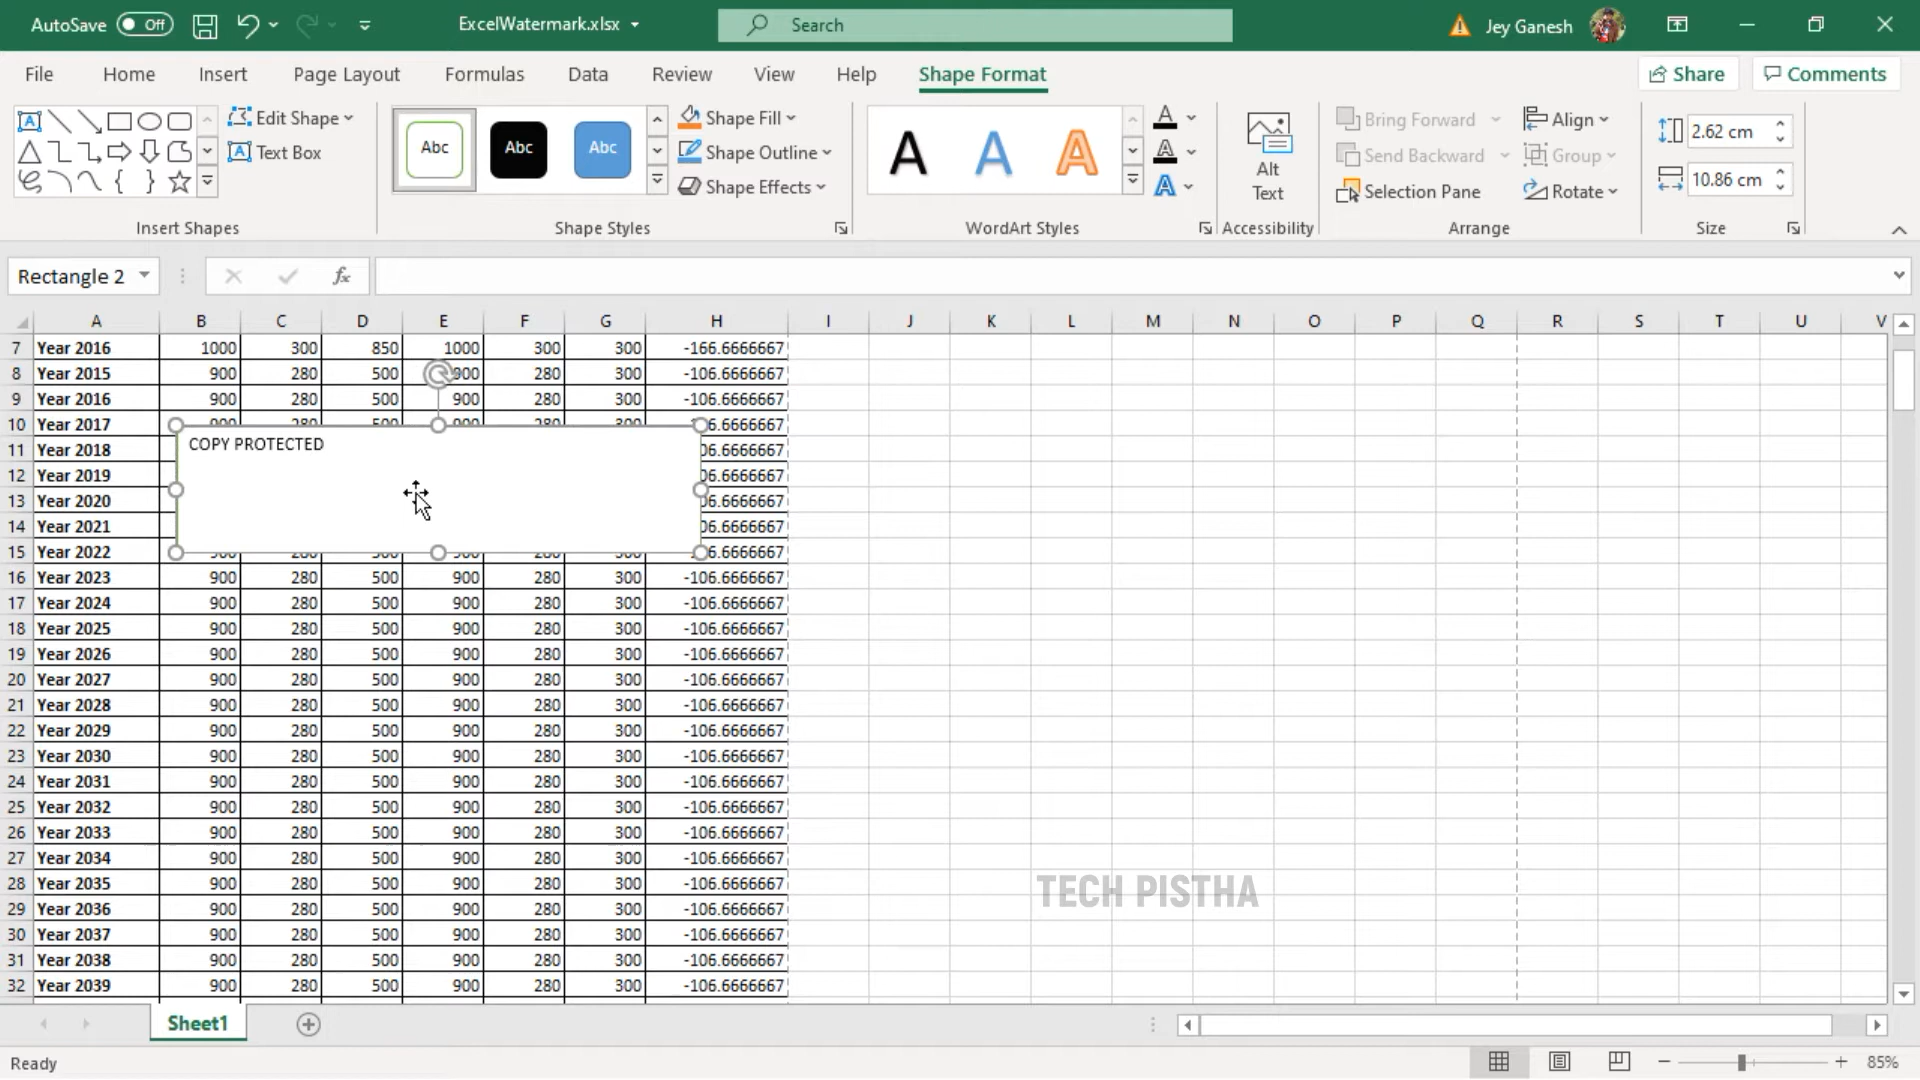 AutoSave Off ExcelWatermark.xlsx Search Jey Ganesh
File Home Insert Page Layout Formulas Data Review View Help Shape Format Share Comments
Edit Shape
Text Box
Insert Shapes
Abc Abc Abc
Shape Fill
Shape Outline
Shape Effects
Shape Styles
A A A
WordArt Styles
Alt
Text
Accessibility
Bring Forward
Send Backward
Selection Pane
Align
Group
Rotate
Arrange
2.62 cm
10.86 cm
Size
Rectangle 2 fx
A B C D E F G H I J K L M N O P Q R S T U V
7 Year 2016 1000 300 850 1000 300 300 -166.6666667
8 Year 2015 900 280 500 900 280 300 -106.6666667
9 Year 2016 900 280 500 900 280 300 -106.6666667
10 Year 2017
11 Year 2018
12 Year 2019
13 Year 2020
14 Year 2021
15 Year 2022
COPY PROTECTED
16 Year 2023 900 280 500 900 280 300 -106.6666667
17 Year 2024 900 280 500 900 280 300 -106.6666667
18 Year 2025 900 280 500 900 280 300 -106.6666667
19 Year 2026 900 280 500 900 280 300 -106.6666667
20 Year 2027 900 280 500 900 280 300 -106.6666667
21 Year 2028 900 280 500 900 280 300 -106.6666667
22 Year 2029 900 280 500 900 280 300 -106.6666667
23 Year 2030 900 280 500 900 280 300 -106.6666667
24 Year 2031 900 280 500 900 280 300 -106.6666667
25 Year 2032 900 280 500 900 280 300 -106.6666667
26 Year 2033 900 280 500 900 280 300 -106.6666667
27 Year 2034 900 280 500 900 280 300 -106.6666667
28 Year 2035 900 280 500 900 280 300 -106.6666667
29 Year 2036 900 280 500 900 280 300 -106.6666667
30 Year 2037 900 280 500 900 280 300 -106.6666667
31 Year 2038 900 280 500 900 280 300 -106.6666667
32 Year 2039 900 280 500 900 280 300 -106.6666667
TECH PISTHA
Sheet1
Ready 85%